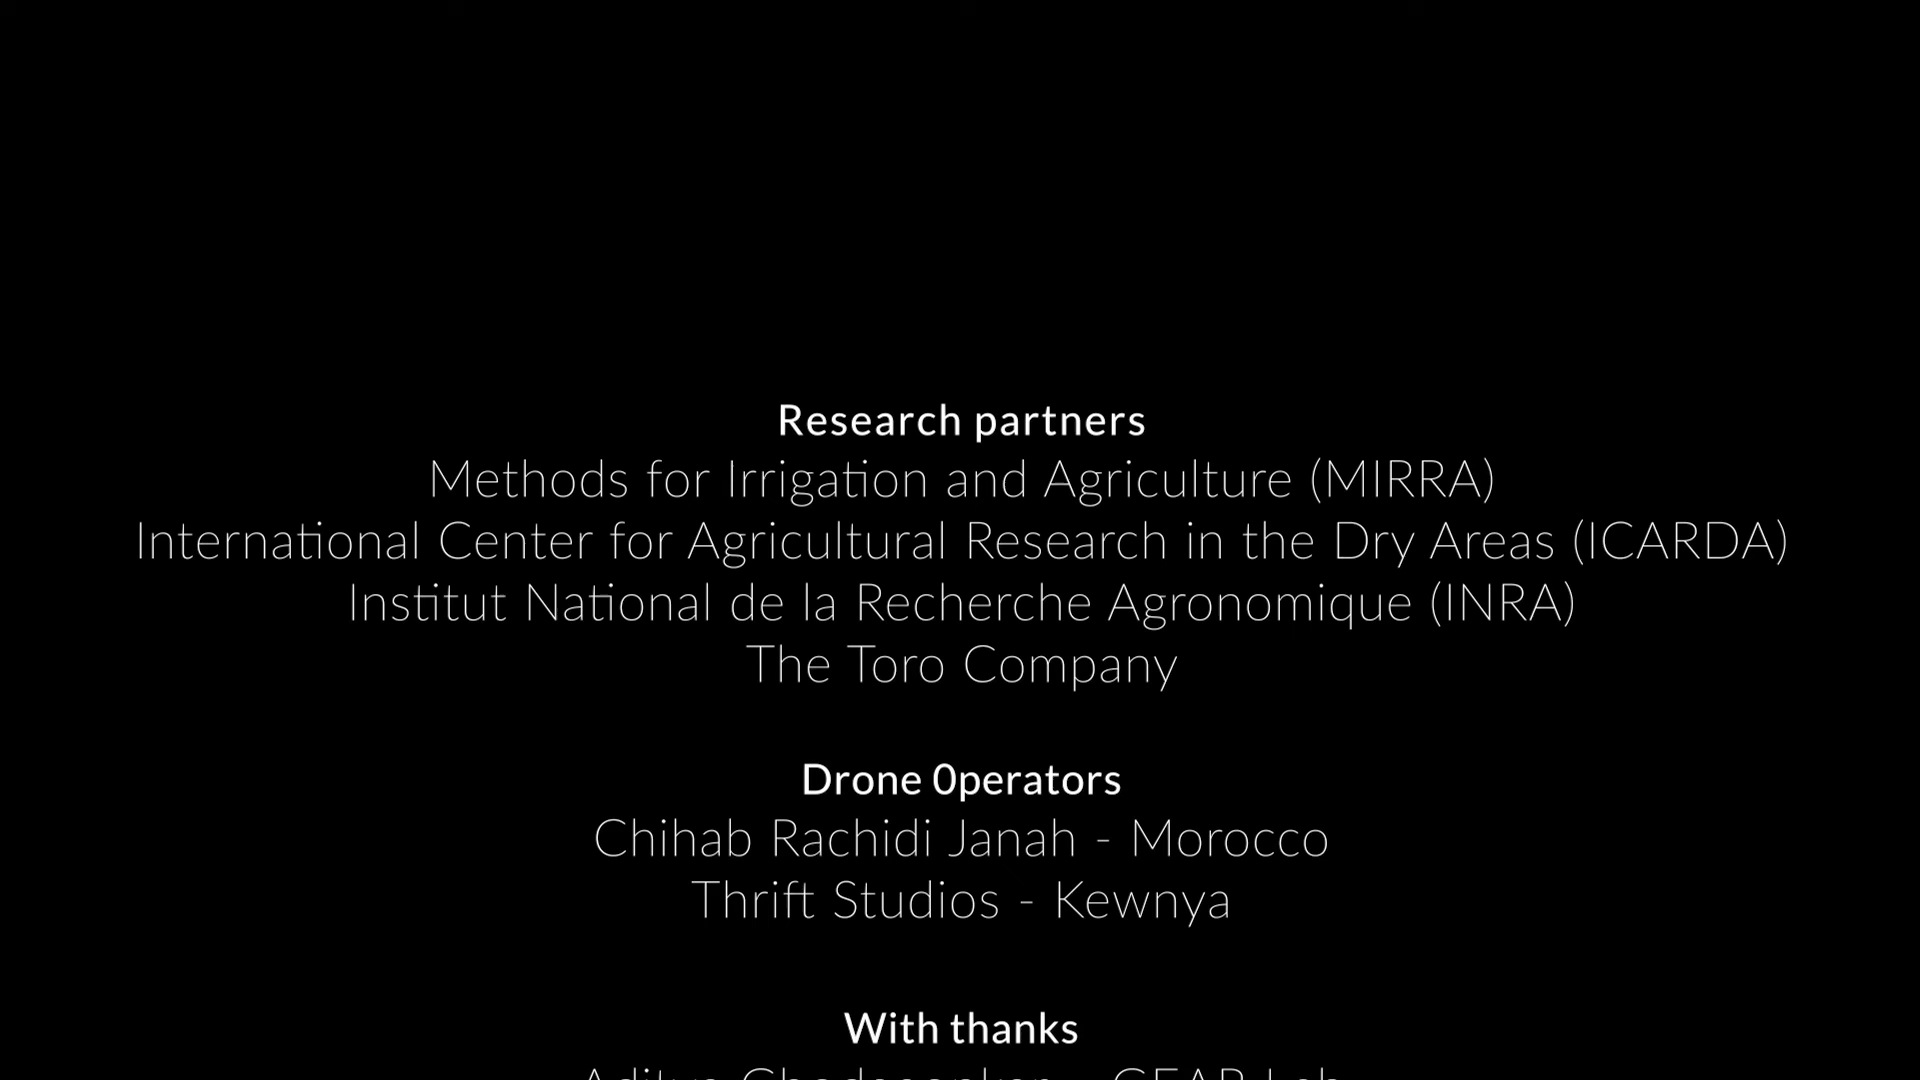 Research partners
Methods for Irrigation and Agriculture (MIRRA)
International Center for Agricultural Research in the Dry Areas (ICARDA)
Institut National de la Recherche Agronomique (INRA)
The Toro Company
Drone 0perators
Chihab Rachidi Janah - Morocco
Thrift Studios - Kewnya
With thanks